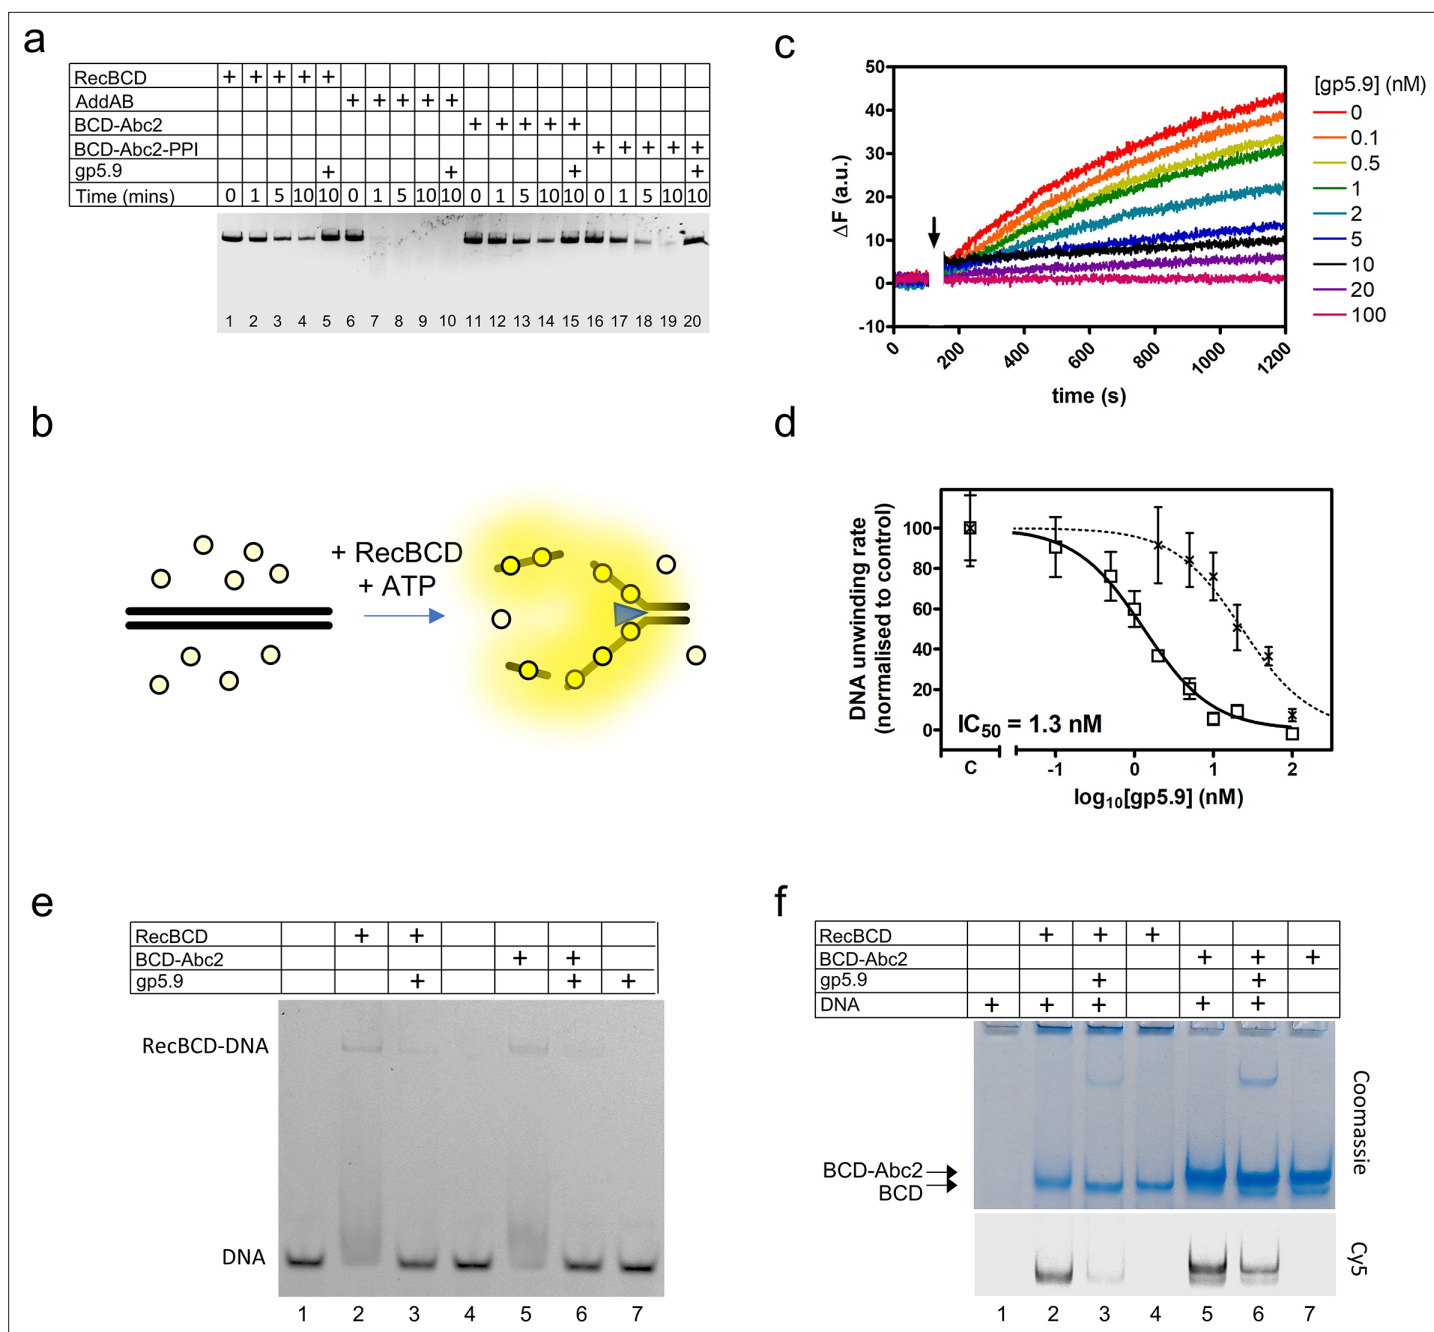 a
RecBCD + + + + +
AddAB + + + + +
BCD-Abc2 + + + + +
BCD-Abc2-PPI + + + + +
gp5.9 + + + +
Time (mins) 0 1 5 10 10 0 1 5 10 10 0 1 5 10 10 0 1 5 10 10
1 2 3 4 5 6 7 8 9 10 11 12 13 14 15 16 17 18 19 20
b
+ RecBCD
+ ATP
c
50
40
30
20
10
0
-10
ΔF (a.u.)
0 200 400 600 800 1000 1200
time (s)
[gp5.9] (nM)
0
0.1
0.5
1
2
5
10
20
100
d
100
80
60
40
20
0
DNA unwinding rate
(normalised to control)
IC50 = 1.3 nM
C -1 0 1 2
log10[gp5.9] (nM)
e
RecBCD + +
BCD-Abc2 + +
gp5.9 + + +
RecBCD-DNA
DNA
1 2 3 4 5 6 7
f
RecBCD + + +
BCD-Abc2 + + +
gp5.9 + +
DNA + + + + +
BCD-Abc2
BCD
Coomassie
Cy5
1 2 3 4 5 6 7